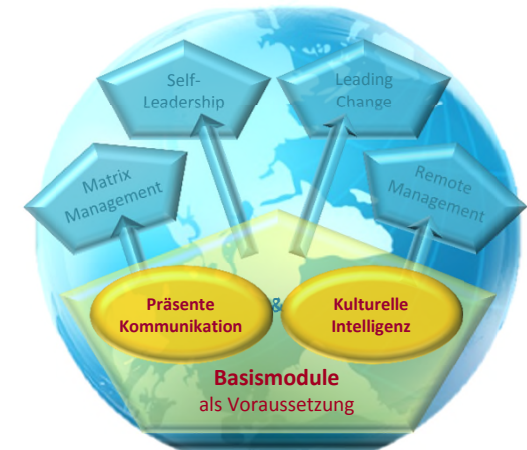 Self-
Leadership
Leading
Change
Matrix
Management
Remote
Management
Präsente
Kommunikation
&
Kulturelle
Intelligenz
Basismodule
als Voraussetzung